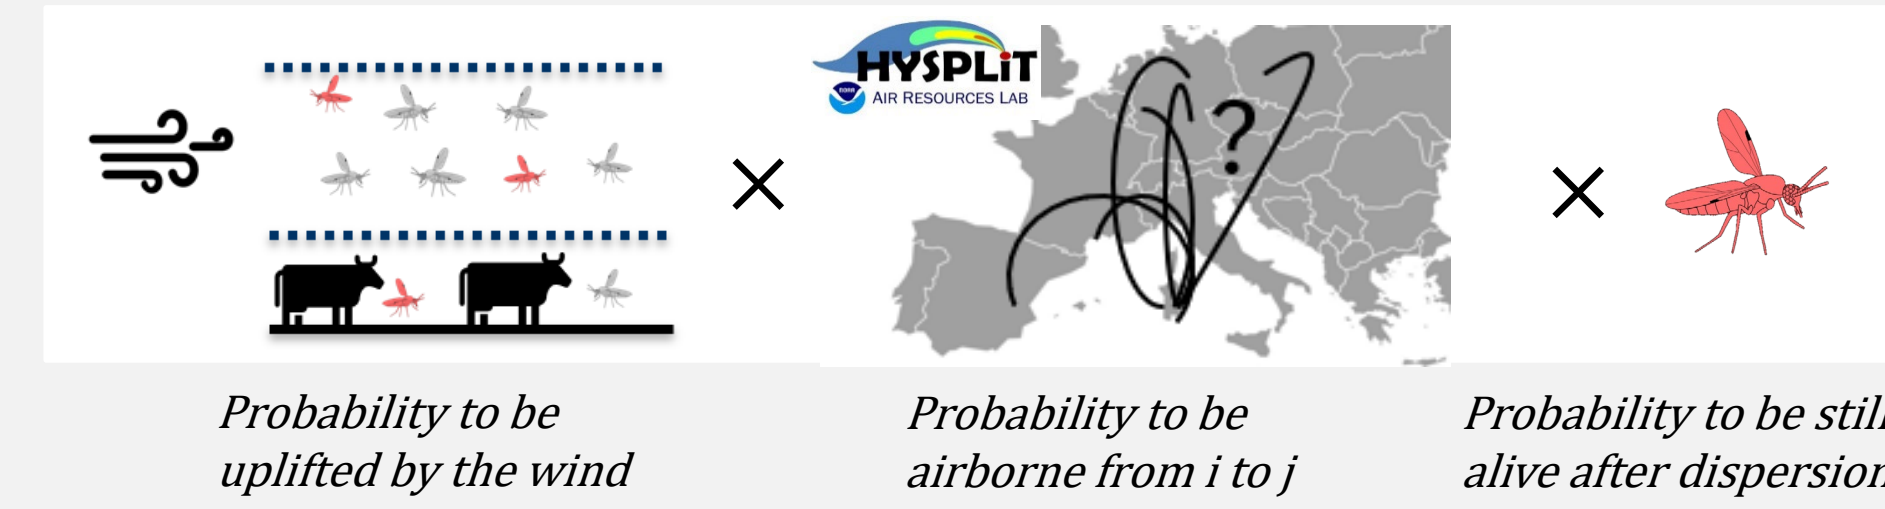 HYSPLiT
AIR RESOURCES LAB
?
Probability to be
uplifted by the wind
Probability to be
airborne from i to j
Probability to be still
alive after dispersion